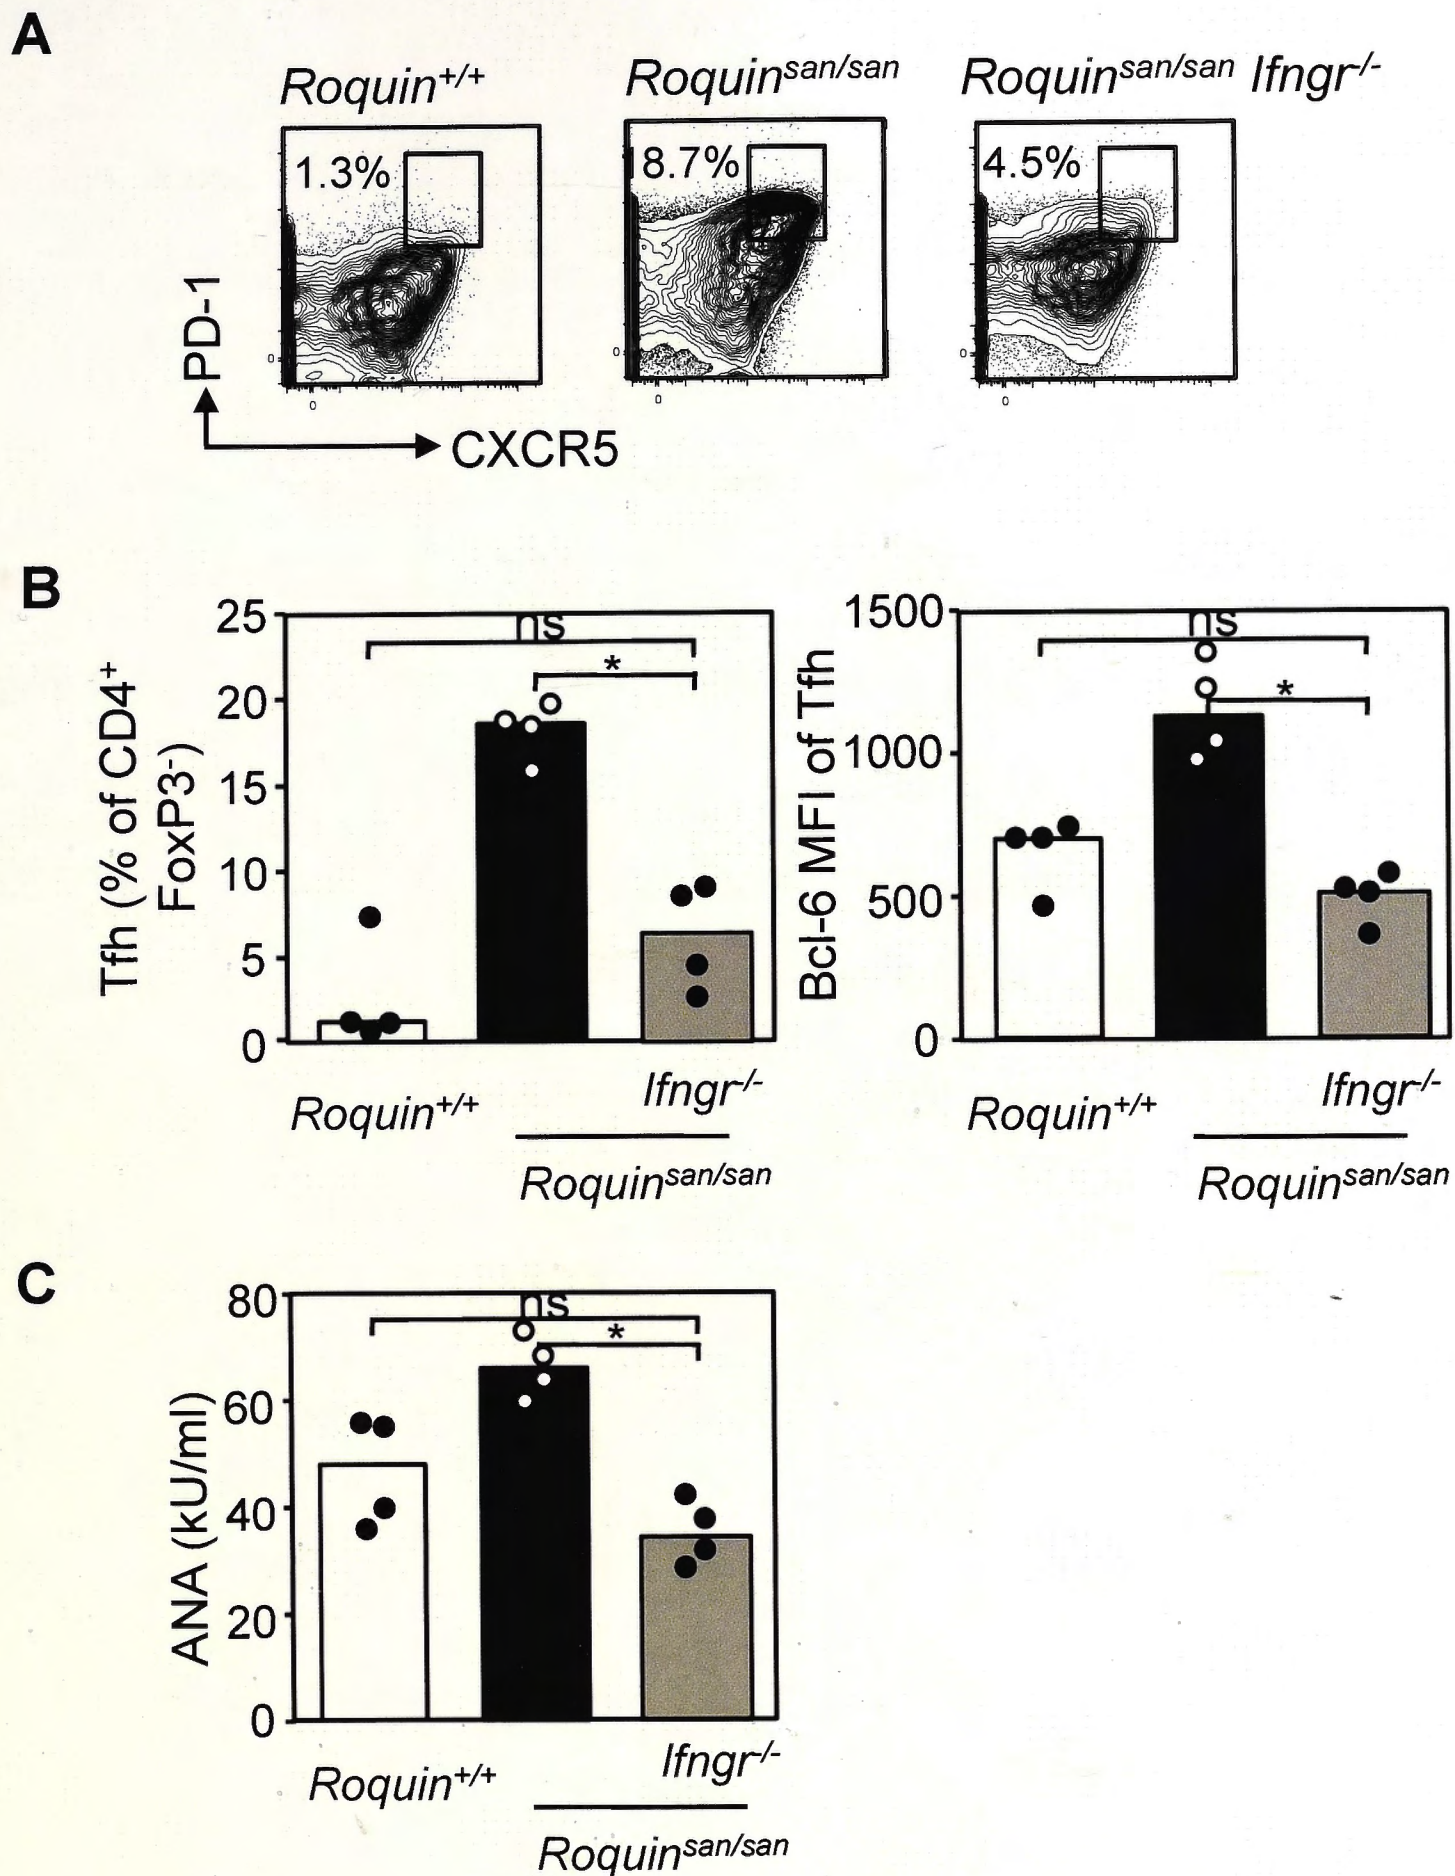 A
Roquin+/+
Roquinsan/san
Roquinsan/san Ifngr-/-
1.3%
8.7%
4.5%
PD-1
0
0
0
0
0
0
CXCR5
B
Tfh (% of CD4+
FoxP3-)
25
20
15
10
5
0
ns
*
Roquin+/+
Ifngr-/-
Roquinsan/san
Bcl-6 MFI of Tfh
1500
1000
500
0
ns
*
Roquin+/+
Ifngr-/-
Roquinsan/san
C
ANA (kU/ml)
80
60
40
20
0
ns
*
Roquin+/+
Ifngr-/-
Roquinsan/san